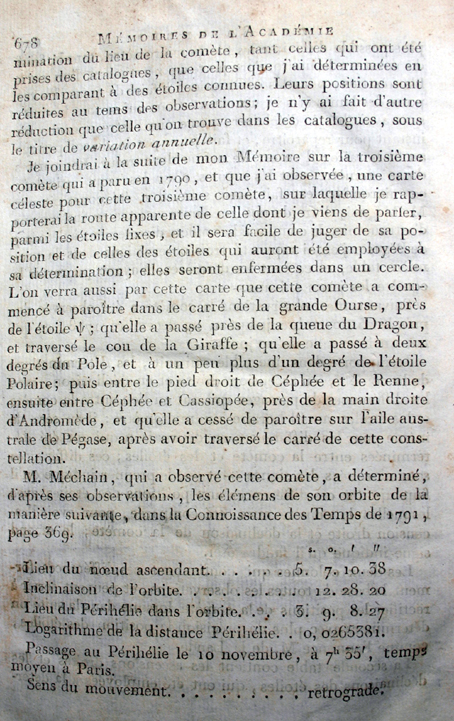 678 MÉMOIRES DE L'ACADÉMIE
mination du lieu de la comète, tant celles qui ont été
prises des catalogues, que celles que j'ai déterminées en
les comparant à des étoiles connues. Leurs positions sont
réduites au tems des observations; je n'y ai fait d'autre
réduction que celle qu'on trouve dans les catalogues, sous
le titre de variation annuelle.
Je joindrai à la suite de mon Mémoire sur la troisième
comète qui a paru en 1790, et que j'ai observée, une carte
céleste pour cette troisième comète, sur laquelle je rap-
porterai la route apparente de celle dont je viens de parler,
parmi les étoiles fixes, et il sera facile de juger de sa po-
sition et de celles des étoiles qui auront été employées à
sa détermination; elles seront enfermées dans un cercle.
L'on verra aussi par cette carte que cette comète a com-
mencé à paroître dans le carré de la grande Ourse, près
de l'étoile ψ; qu'elle a passé près de la queue du Dragon,
et traversé le cou de la Giraffe; qu'elle a passé à deux
degrés du Pole, et à un peu plus d'un degré de l'étoile
Polaire; puis entre le pied droit de Céphée et le Renne,
ensuite entre Céphée et Cassiopée, près de la main droite
d'Andromède, et qu'elle a cessé de paroître sur l'aile aus-
trale de Pégase, après avoir traversé le carré de cette cons-
tellation.
M. Méchain, qui a observé cette comète, a déterminé,
d'après ses observations, les élémens de son orbite de la
manière suivante, dans la Connoissance des Temps de 1791,
page 369.
s. o. ′ ″
Lieu du nœud ascendant. . . . . . 5. 7. 10. 38
Inclinaison de l'orbite. . . . . . . 12. 28. 20
Lieu du Périhélie dans l'orbite. . . . 3. 9. 8. 27
Logarithme de la distance Périhélie. . 0, 0265381.
Passage au Périhélie le 10 novembre, à 7h 35′, temps
moyen à Paris.
Sens du mouvement. . . . . . . . . . retrograde.